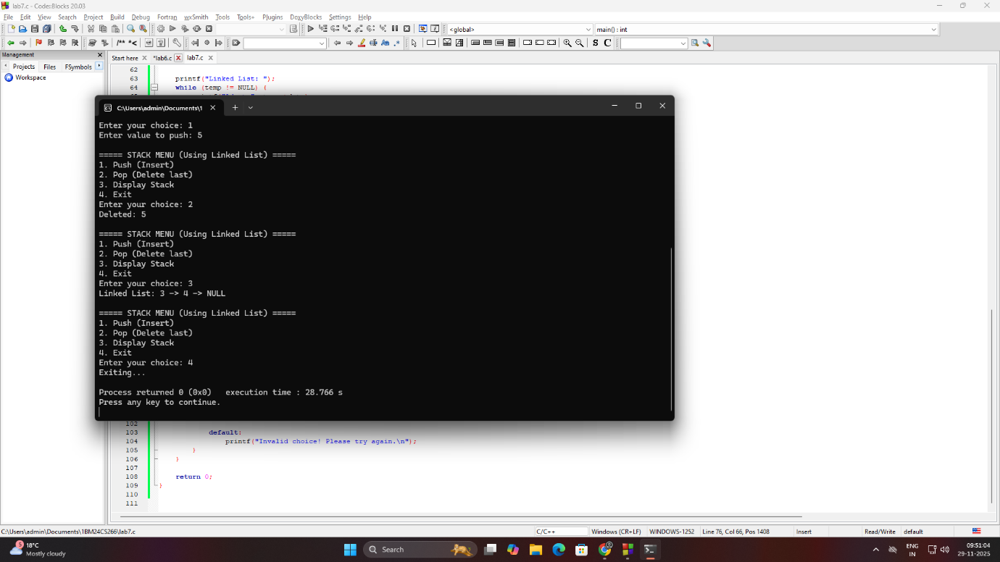 lab7.c - Code::Blocks 20.03
File Edit View Search Project Build Debug Fortran wxSmith Tools Tools+ Plugins DoxyBlocks Settings Help
<global> main() : int
/** *< S C
Management
Start here *lab6.c lab7.c
Projects Files FSymbols
Workspace
62
63 printf("Linked List: ");
64 while (temp != NULL) {
C:\Users\admin\Documents\1
Enter your choice: 1
Enter value to push: 5
===== STACK MENU (Using Linked List) =====
1. Push (Insert)
2. Pop (Delete last)
3. Display Stack
4. Exit
Enter your choice: 2
Deleted: 5
===== STACK MENU (Using Linked List) =====
1. Push (Insert)
2. Pop (Delete last)
3. Display Stack
4. Exit
Enter your choice: 3
Linked List: 3 -> 4 -> NULL
===== STACK MENU (Using Linked List) =====
1. Push (Insert)
2. Pop (Delete last)
3. Display Stack
4. Exit
Enter your choice: 4
Exiting...
Process returned 0 (0x0)   execution time : 28.766 s
Press any key to continue.
102
103 default:
104 printf("Invalid choice! Please try again.\n");
105 }
106 }
107
108 return 0;
109 }
110
111
C:\Users\admin\Documents\1BM24CS266\lab7.c C/C++ Windows (CR+LF) WINDOWS-1252 Line 76, Col 66, Pos 1408 Insert Read/Write default
5 18°C
Mostly cloudy
Search
ENG
IN
09:51:04
29-11-2025